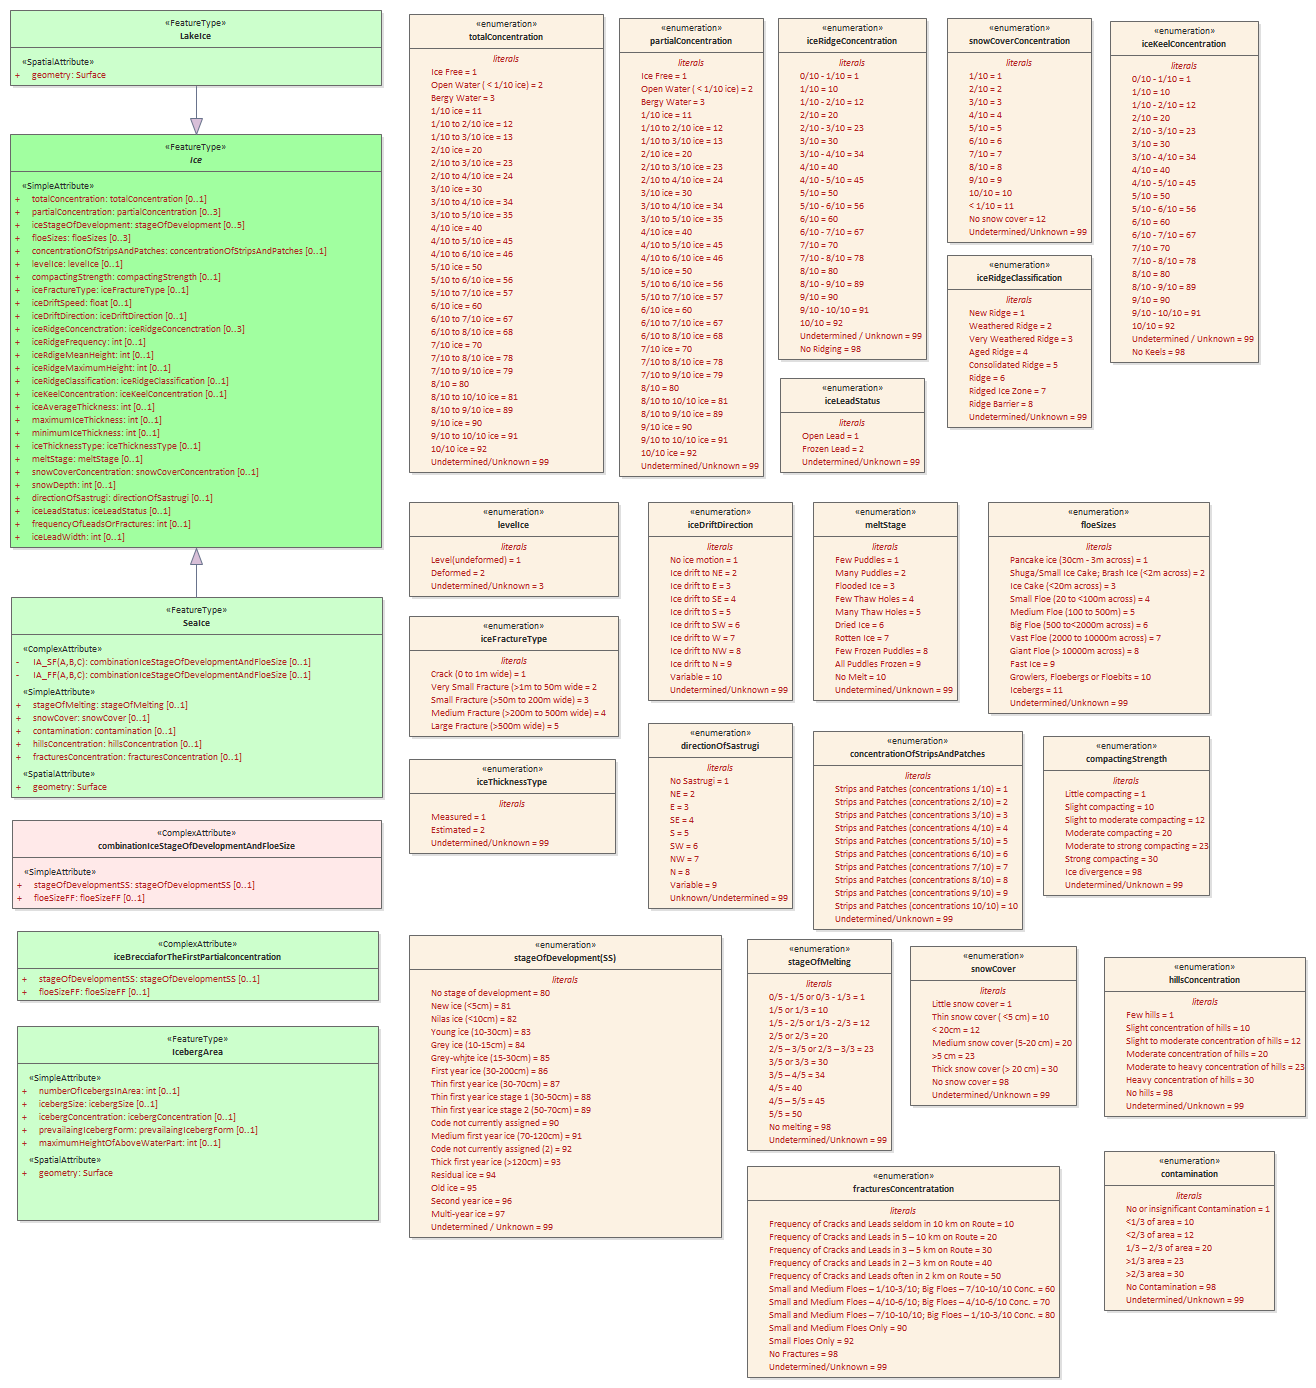 «FeatureType»
LakeIce
«SpatialAttribute»
+ geometry: Surface
«FeatureType»
Ice
«SimpleAttribute»
+ totalConcentration: totalConcentration [0..1]
+ partialConcentration: partialConcentration [0..3]
+ iceStageOfDevelopment: stageOfDevelopment [0..5]
+ floeSizes: floeSizes [0..3]
+ concentrationOfStripsAndPatches: concentrationOfStripsAndPatches [0..1]
+ levelIce: levelIce [0..1]
+ compactingStrength: compactingStrength [0..1]
+ iceFractureType: iceFractureType [0..1]
+ iceDriftSpeed: float [0..1]
+ iceDriftDirection: iceDriftDirection [0..1]
+ iceRidgeConcenctration: iceRidgeConcenctration [0..3]
+ iceRidgeFrequency: int [0..1]
+ iceRdigeMeanHeight: int [0..1]
+ iceRidgeMaximumHeight: int [0..1]
+ iceRidgeClassification: iceRidgeClassification [0..1]
+ iceKeelConcentration: iceKeelConcentration [0..1]
+ iceAverageThickness: int [0..1]
+ maximumIceThickness: int [0..1]
+ minimumIceThickness: int [0..1]
+ iceThicknessType: iceThicknessType [0..1]
+ meltStage: meltStage [0..1]
+ snowCoverConcentration: snowCoverConcentration [0..1]
+ snowDepth: int [0..1]
+ directionOfSastrugi: directionOfSastrugi [0..1]
+ iceLeadStatus: iceLeadStatus [0..1]
+ frequencyOfLeadsOrFractures: int [0..1]
+ iceLeadWidth: int [0..1]
«FeatureType»
SeaIce
«ComplexAttribute»
- IA_SF(A,B,C): combinationIceStageOfDevelopmentAndFloeSize [0..1]
- IA_FF(A,B,C): combinationIceStageOfDevelopmentAndFloeSize [0..1]
«SimpleAttribute»
+ stageOfMelting: stageOfMelting [0..1]
+ snowCover: snowCover [0..1]
+ contamination: contamination [0..1]
+ hillsConcentration: hillsConcentration [0..1]
+ fracturesConcentration: fracturesConcentration [0..1]
«SpatialAttribute»
+ geometry: Surface
«ComplexAttribute»
combinationIceStageOfDevelopmentAndFloeSize
«SimpleAttribute»
+ stageOfDevelopmentSS: stageOfDevelopmentSS [0..1]
+ floeSizeFF: floeSizeFF [0..1]
«ComplexAttribute»
iceBrecciaforTheFirstPartialconcentration
+ stageOfDevelopmentSS: stageOfDevelopmentSS [0..1]
+ floeSizeFF: floeSizeFF [0..1]
«FeatureType»
IcebergArea
«SimpleAttribute»
+ numberOfIcebergsInArea: int [0..1]
+ icebergSize: icebergSize [0..1]
+ icebergConcentration: icebergConcentration [0..1]
+ prevailaingIcebergForm: prevailaingIcebergForm [0..1]
+ maximumHeightOfAboveWaterPart: int [0..1]
«SpatialAttribute»
+ geometry: Surface
«enumeration»
totalConcentration
literals
Ice Free = 1
Open Water ( < 1/10 ice) = 2
Bergy Water = 3
1/10 ice = 11
1/10 to 2/10 ice = 12
1/10 to 3/10 ice = 13
2/10 ice = 20
2/10 to 3/10 ice = 23
2/10 to 4/10 ice = 24
3/10 ice = 30
3/10 to 4/10 ice = 34
3/10 to 5/10 ice = 35
4/10 ice = 40
4/10 to 5/10 ice = 45
4/10 to 6/10 ice = 46
5/10 ice = 50
5/10 to 6/10 ice = 56
5/10 to 7/10 ice = 57
6/10 ice = 60
6/10 to 7/10 ice = 67
6/10 to 8/10 ice = 68
7/10 ice = 70
7/10 to 8/10 ice = 78
7/10 to 9/10 ice = 79
8/10 = 80
8/10 to 10/10 ice = 81
8/10 to 9/10 ice = 89
9/10 ice = 90
9/10 to 10/10 ice = 91
10/10 ice = 92
Undetermined/Unknown = 99
«enumeration»
partialConcentration
literals
Ice Free = 1
Open Water ( < 1/10 ice) = 2
Bergy Water = 3
1/10 ice = 11
1/10 to 2/10 ice = 12
1/10 to 3/10 ice = 13
2/10 ice = 20
2/10 to 3/10 ice = 23
2/10 to 4/10 ice = 24
3/10 ice = 30
3/10 to 4/10 ice = 34
3/10 to 5/10 ice = 35
4/10 ice = 40
4/10 to 5/10 ice = 45
4/10 to 6/10 ice = 46
5/10 ice = 50
5/10 to 6/10 ice = 56
5/10 to 7/10 ice = 57
6/10 ice = 60
6/10 to 7/10 ice = 67
6/10 to 8/10 ice = 68
7/10 ice = 70
7/10 to 8/10 ice = 78
7/10 to 9/10 ice = 79
8/10 = 80
8/10 to 10/10 ice = 81
8/10 to 9/10 ice = 89
9/10 ice = 90
9/10 to 10/10 ice = 91
10/10 ice = 92
Undetermined/Unknown = 99
«enumeration»
iceRidgeConcentration
literals
0/10 - 1/10 = 1
1/10 = 10
1/10 - 2/10 = 12
2/10 = 20
2/10 - 3/10 = 23
3/10 = 30
3/10 - 4/10 = 34
4/10 = 40
4/10 - 5/10 = 45
5/10 = 50
5/10 - 6/10 = 56
6/10 = 60
6/10 - 7/10 = 67
7/10 = 70
7/10 - 8/10 = 78
8/10 = 80
8/10 - 9/10 = 89
9/10 = 90
9/10 - 10/10 = 91
10/10 = 92
Undetermined / Unknown = 99
No Ridging = 98
«enumeration»
iceLeadStatus
literals
Open Lead = 1
Frozen Lead = 2
Undetermined/Unknown = 99
«enumeration»
snowCoverConcentration
literals
1/10 = 1
2/10 = 2
3/10 = 3
4/10 = 4
5/10 = 5
6/10 = 6
7/10 = 7
8/10 = 8
9/10 = 9
10/10 = 10
< 1/10 = 11
No snow cover = 12
Undetermined/Unknown = 99
«enumeration»
iceRidgeClassification
literals
New Ridge = 1
Weathered Ridge = 2
Very Weathered Ridge = 3
Aged Ridge = 4
Consolidated Ridge = 5
Ridge = 6
Ridged Ice Zone = 7
Ridge Barrier = 8
Undetermined/Unknown = 99
«enumeration»
iceKeelConcentration
literals
0/10 - 1/10 = 1
1/10 = 10
1/10 - 2/10 = 12
2/10 = 20
2/10 - 3/10 = 23
3/10 = 30
3/10 - 4/10 = 34
4/10 = 40
4/10 - 5/10 = 45
5/10 = 50
5/10 - 6/10 = 56
6/10 = 60
6/10 - 7/10 = 67
7/10 = 70
7/10 - 8/10 = 78
8/10 = 80
8/10 - 9/10 = 89
9/10 = 90
9/10 - 10/10 = 91
10/10 = 92
Undetermined / Unknown = 99
No Keels = 98
«enumeration»
levelIce
literals
Level(undeformed) = 1
Deformed = 2
Undetermined/Unknown = 3
«enumeration»
iceFractureType
literals
Crack (0 to 1m wide) = 1
Very Small Fracture (>1m to 50m wide = 2
Small Fracture (>50m to 200m wide) = 3
Medium Fracture (>200m to 500m wide) = 4
Large Fracture (>500m wide) = 5
«enumeration»
iceThicknessType
literals
Measured = 1
Estimated = 2
Undetermined/Unknown = 99
«enumeration»
iceDriftDirection
literals
No ice motion = 1
Ice drift to NE = 2
Ice drift to E = 3
Ice drift to SE = 4
Ice drift to S = 5
Ice drift to SW = 6
Ice drift to W = 7
Ice drift to NW = 8
Ice drift to N = 9
Variable = 10
Undetermined/Unknown = 99
«enumeration»
directionOfSastrugi
literals
No Sastrugi = 1
NE = 2
E = 3
SE = 4
S = 5
SW = 6
NW = 7
N = 8
Variable = 9
Unknown/Undetermined = 99
«enumeration»
meltStage
literals
Few Puddles = 1
Many Puddles = 2
Flooded Ice = 3
Few Thaw Holes = 4
Many Thaw Holes = 5
Dried Ice = 6
Rotten Ice = 7
Few Frozen Puddles = 8
All Puddles Frozen = 9
No Melt = 10
Undetermined/Unknown = 99
«enumeration»
floeSizes
literals
Pancake ice (30cm - 3m across) = 1
Shuga/Small Ice Cake; Brash Ice (<2m across) = 2
Ice Cake (<20m across) = 3
Small Floe (20 to <100m across) = 4
Medium Floe (100 to 500m) = 5
Big Floe (500 to<2000m across) = 6
Vast Floe (2000 to 10000m across) = 7
Giant Floe (> 10000m across) = 8
Fast Ice = 9
Growlers, Floebergs or Floebits = 10
Icebergs = 11
Undetermined/Unknown = 99
«enumeration»
concentrationOfStripsAndPatches
literals
Strips and Patches (concentrations 1/10) = 1
Strips and Patches (concentrations 2/10) = 2
Strips and Patches (concentrations 3/10) = 3
Strips and Patches (concentrations 4/10) = 4
Strips and Patches (concentrations 5/10) = 5
Strips and Patches (concentrations 6/10) = 6
Strips and Patches (concentrations 7/10) = 7
Strips and Patches (concentrations 8/10) = 8
Strips and Patches (concentrations 9/10) = 9
Strips and Patches (concentrations 10/10) = 10
Undetermined/Unknown = 99
«enumeration»
compactingStrength
literals
Little compacting = 1
Slight compacting = 10
Slight to moderate compacting = 12
Moderate compacting = 20
Moderate to strong compacting = 23
Strong compacting = 30
Ice divergence = 98
Undetermined/Unknown = 99
«enumeration»
stageOfDevelopment(SS)
literals
No stage of development = 80
New ice (<5cm) = 81
Nilas ice (<10cm) = 82
Young ice (10-30cm) = 83
Grey ice (10-15cm) = 84
Grey-whjte ice (15-30cm) = 85
First year ice (30-200cm) = 86
Thin first year ice (30-70cm) = 87
Thin first year ice stage 1 (30-50cm) = 88
Thin first year ice stage 2 (50-70cm) = 89
Code not currently assigned = 90
Medium first year ice (70-120cm) = 91
Code not currently assigned (2) = 92
Thick first year ice (>120cm) = 93
Residual ice = 94
Old ice = 95
Second year ice = 96
Multi-year ice = 97
Undetermined / Unknown = 99
«enumeration»
stageOfMelting
literals
0/5 - 1/5 or 0/3 - 1/3 = 1
1/5 or 1/3 = 10
1/5 - 2/5 or 1/3 - 2/3 = 12
2/5 or 2/3 = 20
2/5 – 3/5 or 2/3 – 3/3 = 23
3/5 or 3/3 = 30
3/5 – 4/5 = 34
4/5 = 40
4/5 – 5/5 = 45
5/5 = 50
No melting = 98
Undetermined/Unknown = 99
«enumeration»
snowCover
literals
Little snow cover = 1
Thin snow cover ( <5 cm) = 10
< 20cm = 12
Medium snow cover (5-20 cm) = 20
>5 cm = 23
Thick snow cover (> 20 cm) = 30
No snow cover = 98
Undetermined/Unknown = 99
«enumeration»
hillsConcentration
literals
Few hills = 1
Slight concentration of hills = 10
Slight to moderate concentration of hills = 12
Moderate concentration of hills = 20
Moderate to heavy concentration of hills = 23
Heavy concentration of hills = 30
No hills = 98
Undetermined/Unknown = 99
«enumeration»
fracturesConcentratation
literals
Frequency of Cracks and Leads seldom in 10 km on Route = 10
Frequency of Cracks and Leads in 5 – 10 km on Route = 20
Frequency of Cracks and Leads in 3 – 5 km on Route = 30
Frequency of Cracks and Leads in 2 – 3 km on Route = 40
Frequency of Cracks and Leads often in 2 km on Route = 50
Small and Medium Floes – 1/10-3/10; Big Floes – 7/10-10/10 Conc. = 60
Small and Medium Floes – 4/10-6/10; Big Floes – 4/10-6/10 Conc. = 70
Small and Medium Floes – 7/10-10/10; Big Floes – 1/10-3/10 Conc. = 80
Small and Medium Floes Only = 90
Small Floes Only = 92
No Fractures = 98
Undetermined/Unknown = 99
«enumeration»
contamination
literals
No or insignificant Contamination = 1
<1/3 of area = 10
<2/3 of area = 12
1/3 – 2/3 of area = 20
>1/3 area = 23
>2/3 area = 30
No Contamination = 98
Undetermined/Unknown = 99